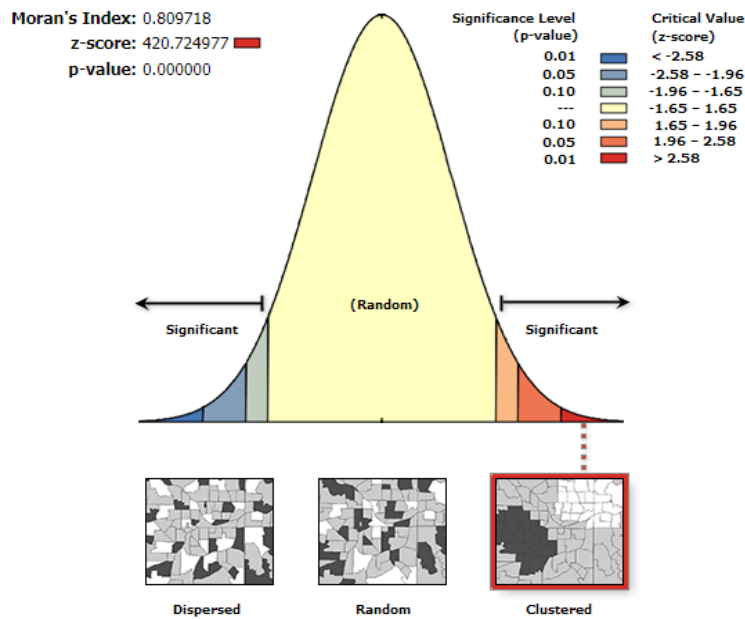 Moran's Index: 0.809718
z-score: 420.724977
p-value: 0.000000
Significance Level
(p-value)
Critical Value
(z-score)
0.01 < -2.58
0.05 -2.58 – -1.96
0.10 -1.96 – -1.65
--- -1.65 – 1.65
0.10 1.65 – 1.96
0.05 1.96 – 2.58
0.01 > 2.58
(Random)
Significant
Significant
Dispersed
Random
Clustered